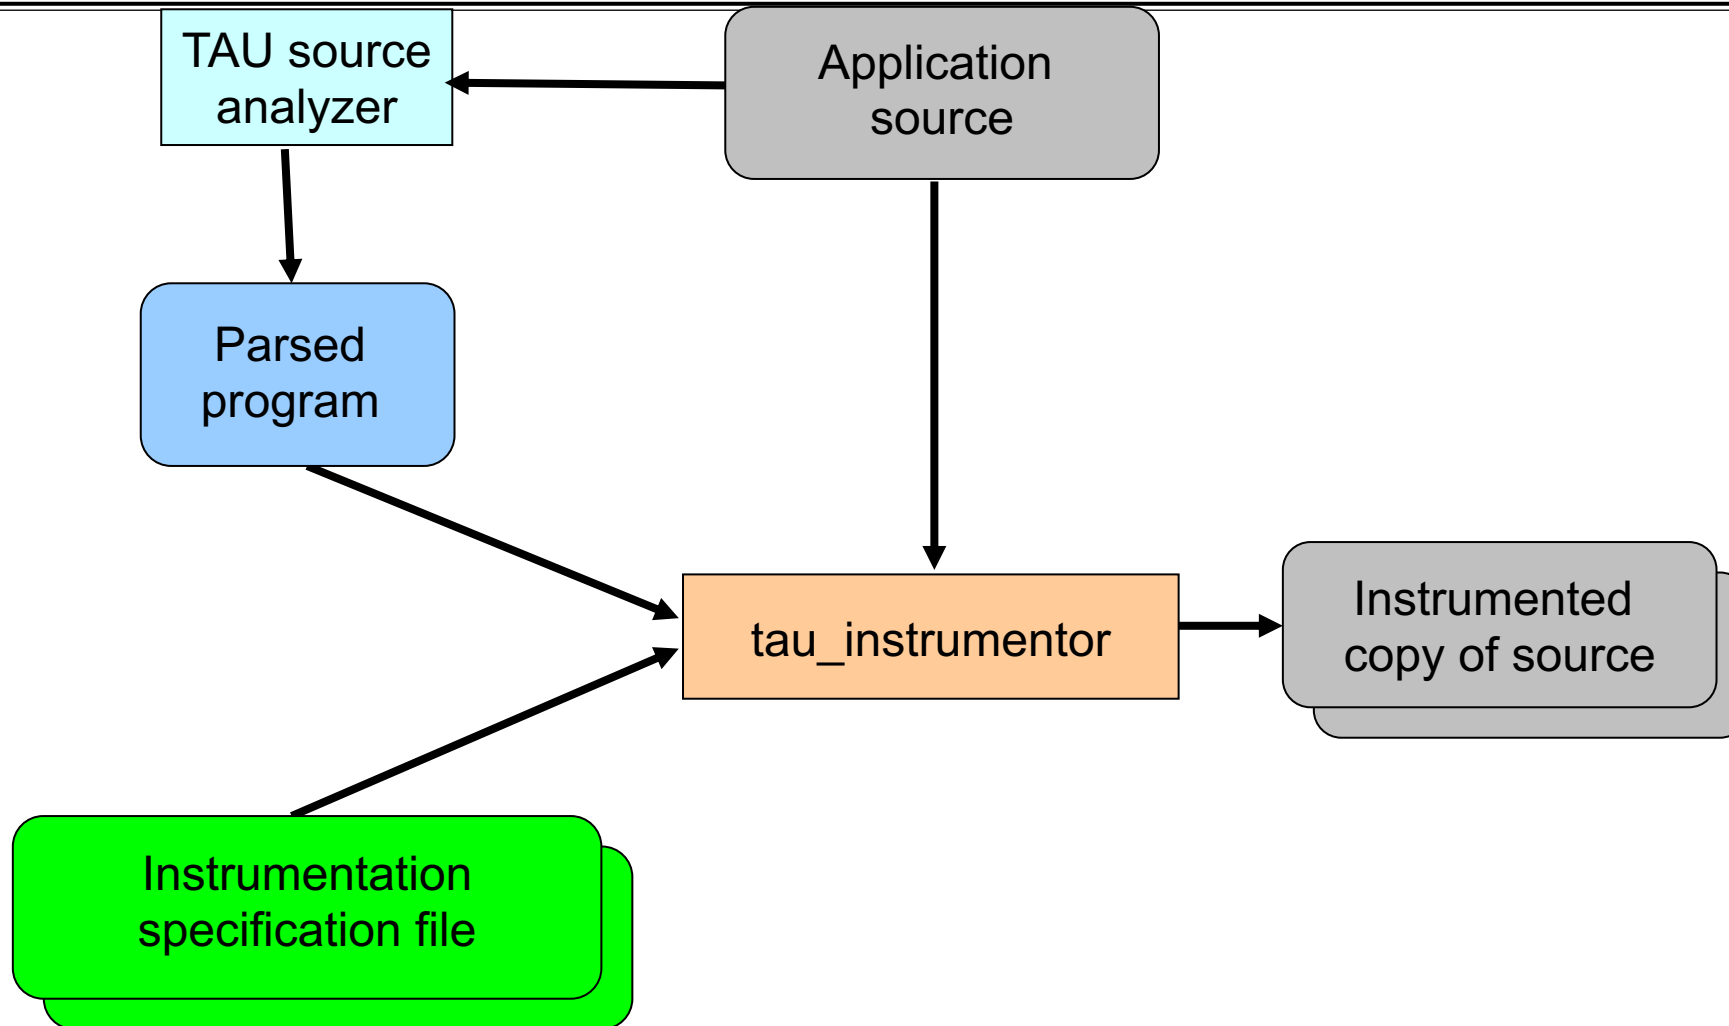 TAU source
analyzer
Application
source
Parsed
program
tau_instrumentor
Instrumented
copy of source
Instrumentation
specification file